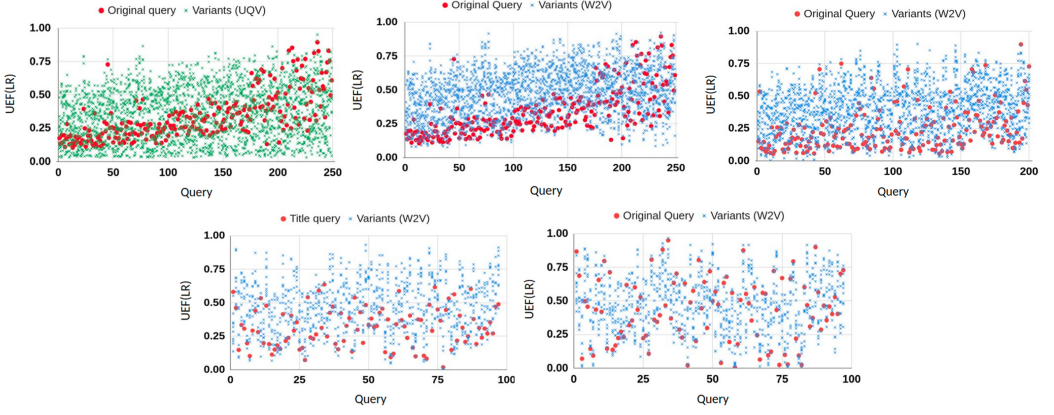 Original query Variants (UQV)
1.00
0.75
0.50
0.25
0.00
0 50 100 150 200 250
UEF(LR)
Query
Original Query Variants (W2V)
1.00
0.75
0.50
0.25
0.00
0 50 100 150 200 250
UEF(LR)
Query
Original Query Variants (W2V)
1.00
0.75
0.50
0.25
0.00
0 50 100 150 200
UEF(LR)
Query
Title query Variants (W2V)
1.00
0.75
0.50
0.25
0.00
0 25 50 75 100
UEF(LR)
Query
Original Query Variants (W2V)
1.00
0.75
0.50
0.25
0.00
0 25 50 75 100
UEF(LR)
Query